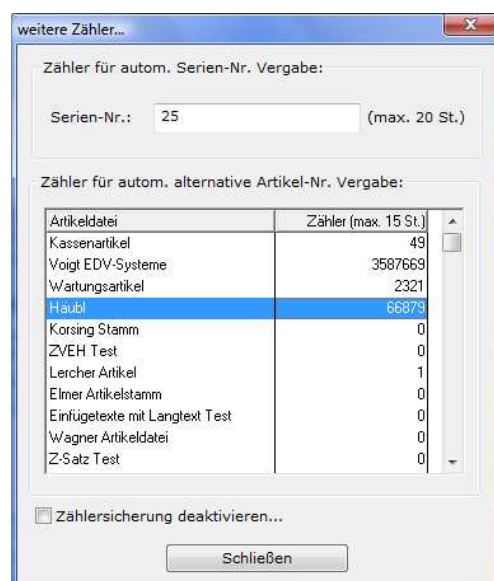 weitere Zähler...
Zähler für autom. Serien-Nr. Vergabe:
Serien-Nr.: 25 (max. 20 St.)
Zähler für autom. alternative Artikel-Nr. Vergabe:
Artikeldatei Zähler (max. 15 St.)
Kassenartikel 49
Voigt EDV-Systeme 3587669
Wartungsartikel 2321
Häubl 66879
Korsing Stamm 0
ZVEH Test 0
Lercher Artikel 1
Elmer Artikelstamm 0
Einfügetexte mit Langtext Test 0
Wagner Artikeldatei 0
Z-Satz Test 0
Zählersicherung deaktivieren...
Schließen